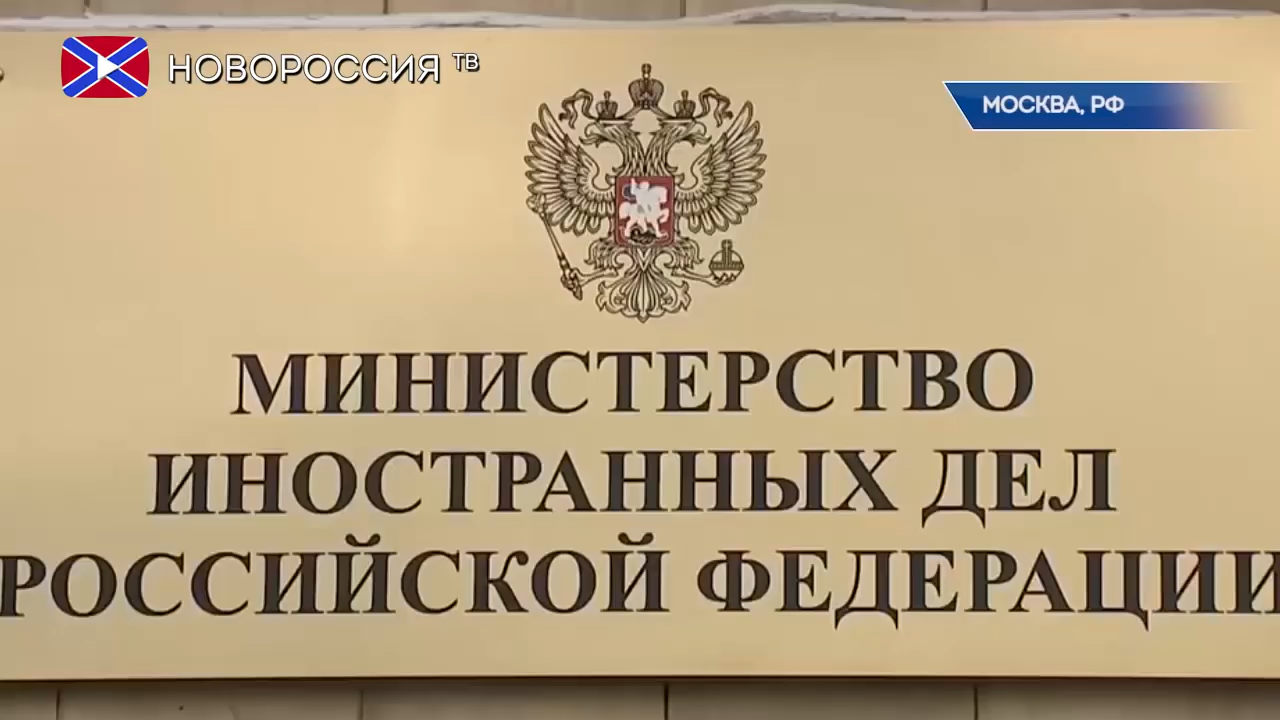 НОВОРОССИЯ ТВ
МОСКВА, РФ
МИНИСТЕРСТВО
ИНОСТРАННЫХ ДЕЛ
РОССИЙСКОЙ ФЕДЕРАЦИИ